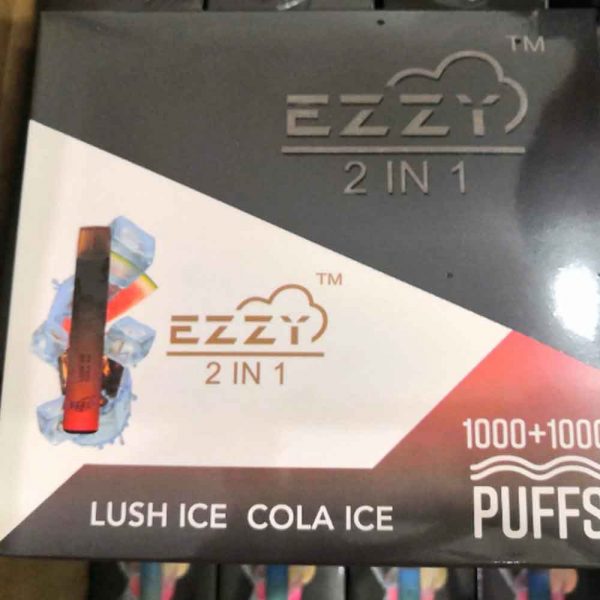 EZZY™
2 IN 1
EZZY™
2 IN 1
1000+1000
PUFFS
LUSH ICE COLA ICE